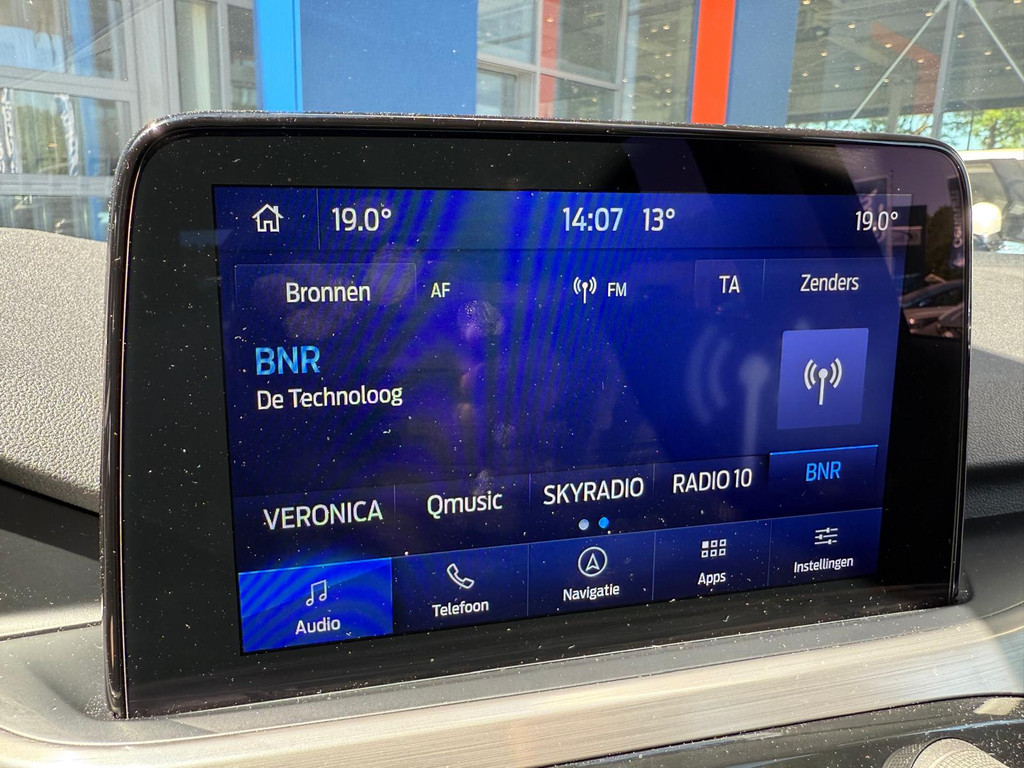 19.0° 14:07 13° 19.0°
Bronnen AF FM TA Zenders
BNR
De Technoloog
VERONICA Qmusic SKYRADIO RADIO 10 BNR
Audio Telefoon Navigatie Apps Instellingen